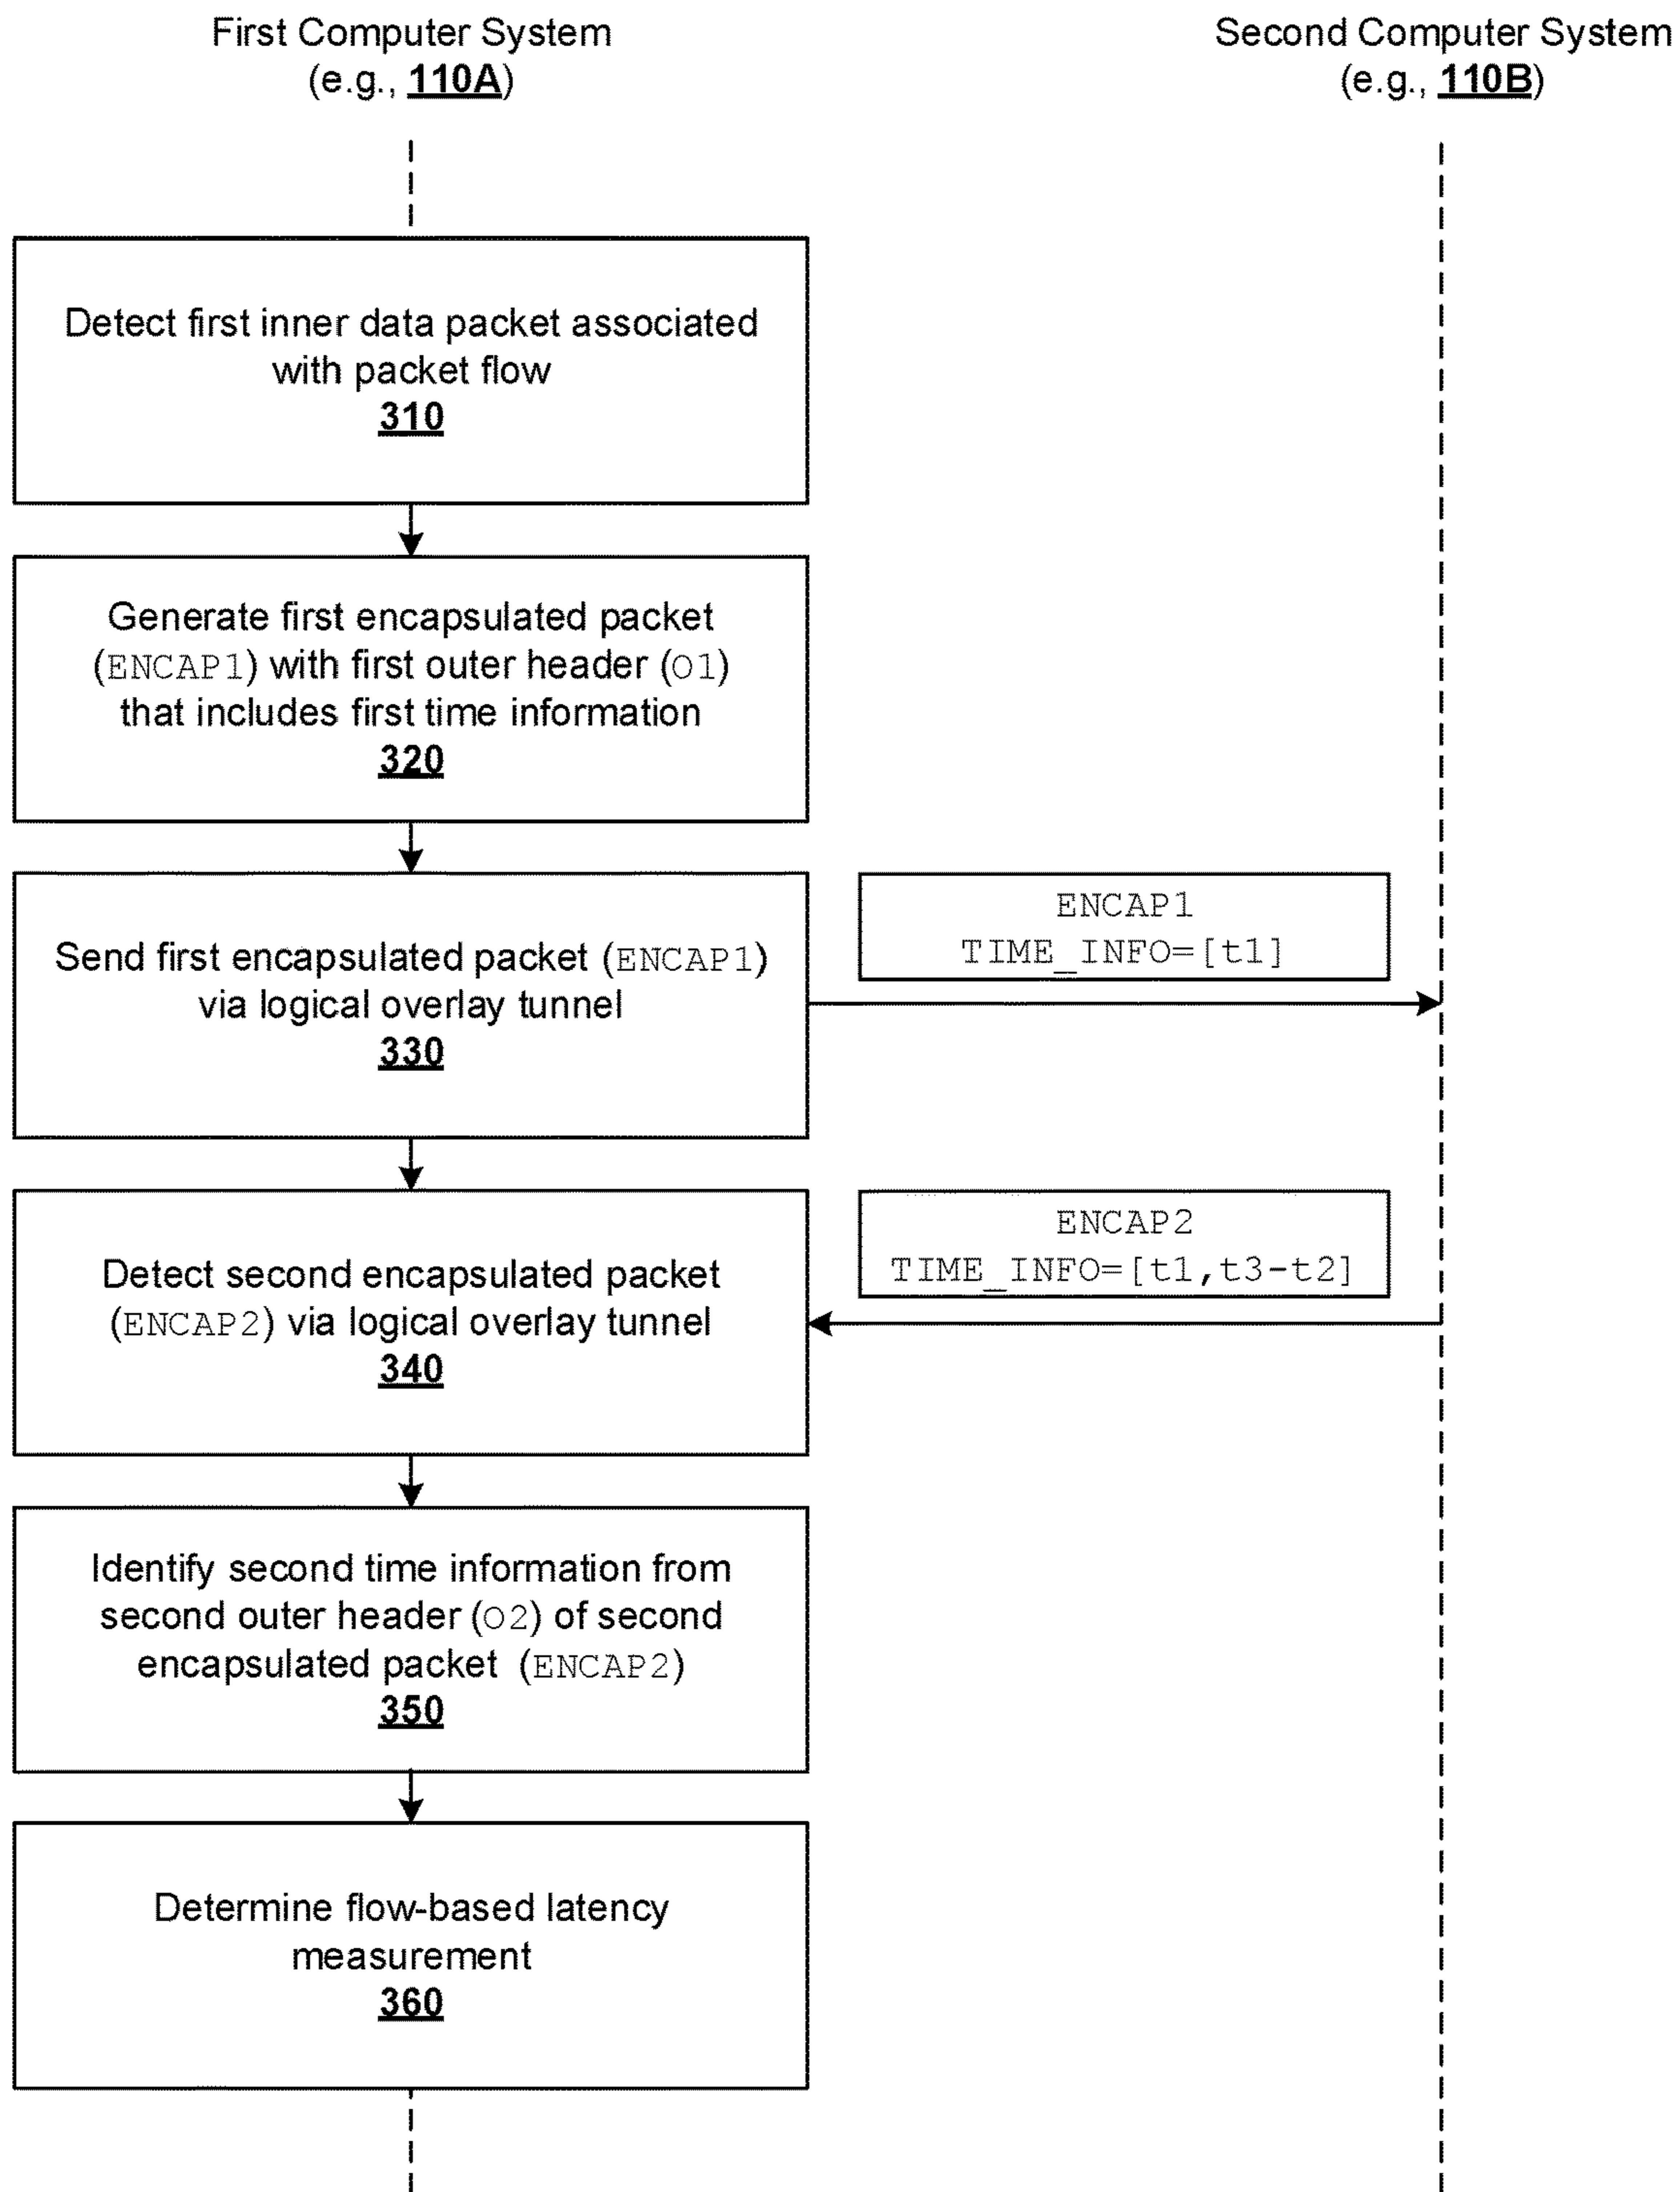 First Computer System
(e.g., 110A)
Second Computer System
(e.g., 110B)
Detect first inner data packet associated
with packet flow
310
Generate first encapsulated packet
(ENCAP1) with first outer header (O1)
that includes first time information
320
Send first encapsulated packet (ENCAP1)
via logical overlay tunnel
330
ENCAP1
TIME_INFO=[t1]
Detect second encapsulated packet
(ENCAP2) via logical overlay tunnel
340
ENCAP2
TIME_INFO=[t1,t3-t2]
Identify second time information from
second outer header (O2) of second
encapsulated packet (ENCAP2)
350
Determine flow-based latency
measurement
360